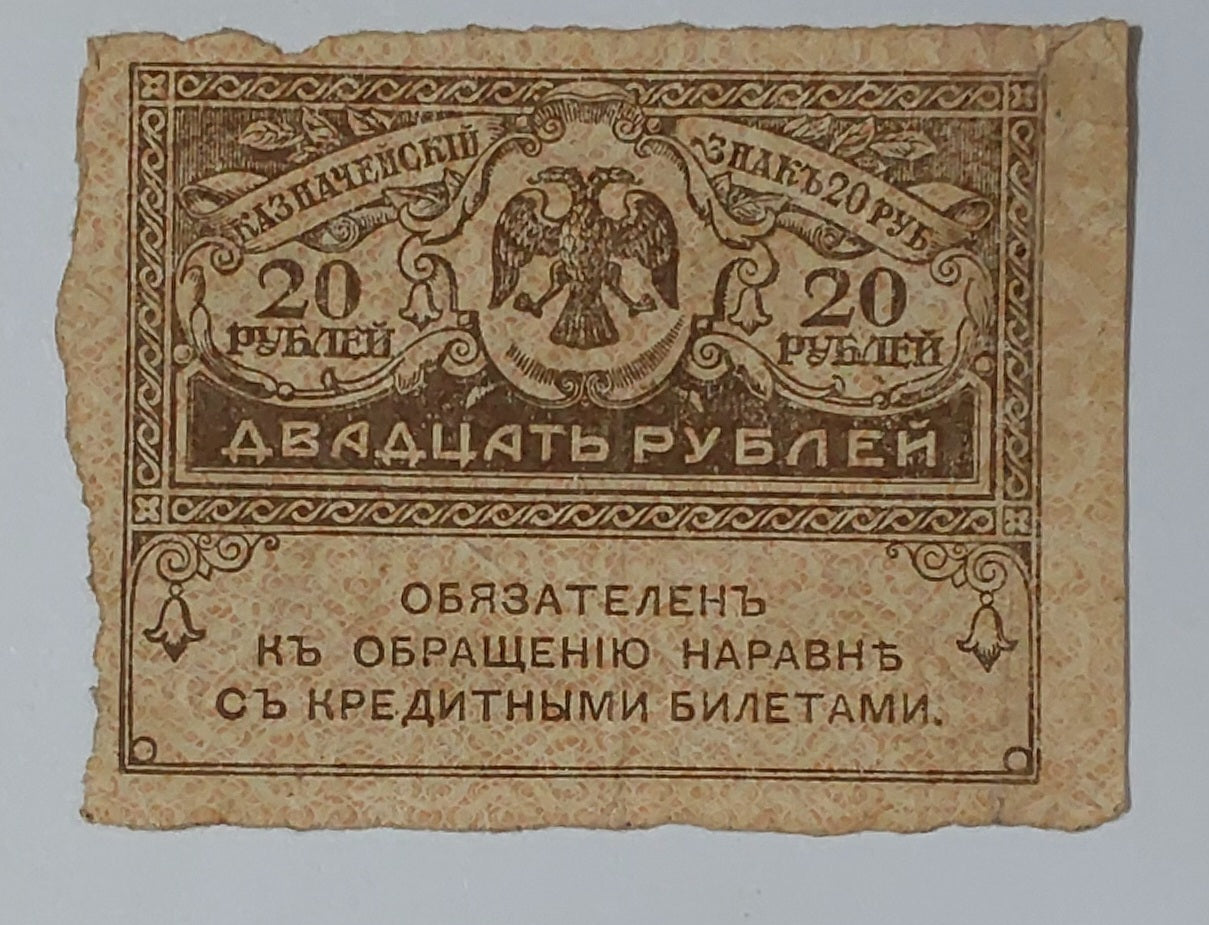 КАЗНАЧЕЙСКІЙ ЗНАКЪ 20 РУБ.
20 РУБЛЕЙ
20 РУБЛЕЙ
ДВАДЦАТЬ РУБЛЕЙ
ОБЯЗАТЕЛЕНЪ
КЪ ОБРАЩЕНІЮ НАРАВНѢ
СЪ КРЕДИТНЫМИ БИЛЕТАМИ.